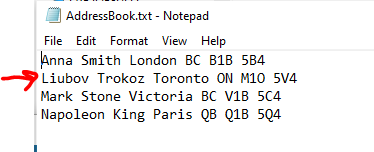 AddressBook.txt - Notepad
File Edit Format View Help
Anna Smith London BC B1B 5B4
Liubov Trokoz Toronto ON M1O 5V4
Mark Stone Victoria BC V1B 5C4
Napoleon King Paris QB Q1B 5Q4